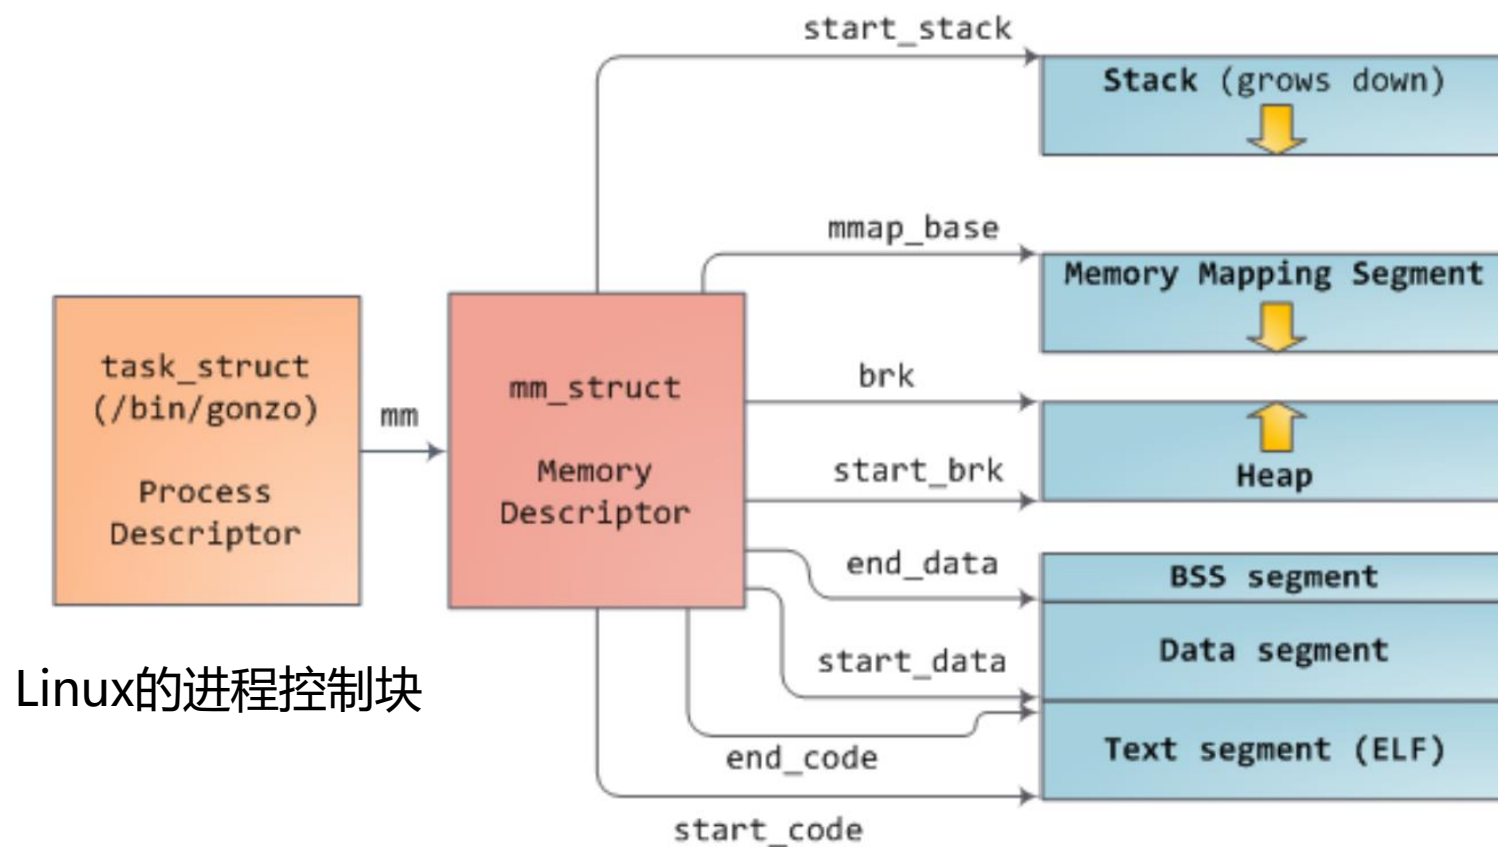 start_stack
Stack (grows down)
mmap_base
Memory Mapping Segment
task_struct
(/bin/gonzo)
Process
Descriptor
mm
mm_struct
Memory
Descriptor
brk
start_brk
Heap
end_data
BSS segment
start_data
Data segment
end_code
Text segment (ELF)
start_code
Linux的进程控制块